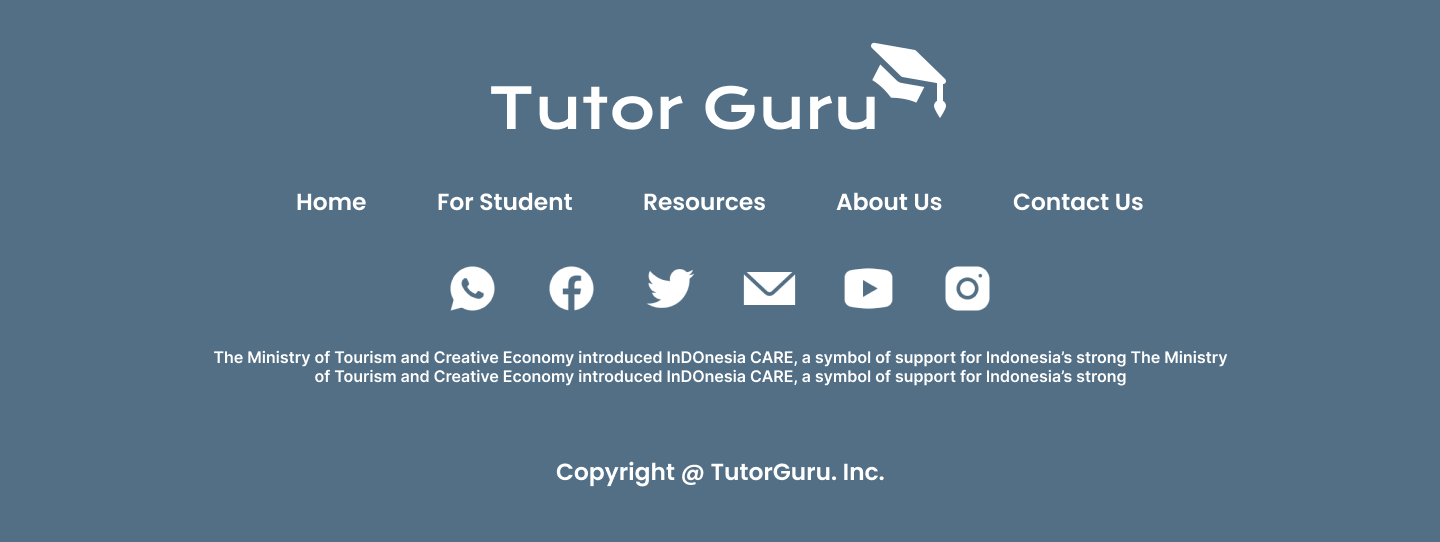 Tutor Guru
Home For Student Resources About Us Contact Us
The Ministry of Tourism and Creative Economy introduced InDOnesia CARE, a symbol of support for Indonesia’s strong The Ministry
of Tourism and Creative Economy introduced InDOnesia CARE, a symbol of support for Indonesia’s strong
Copyright @ TutorGuru. Inc.